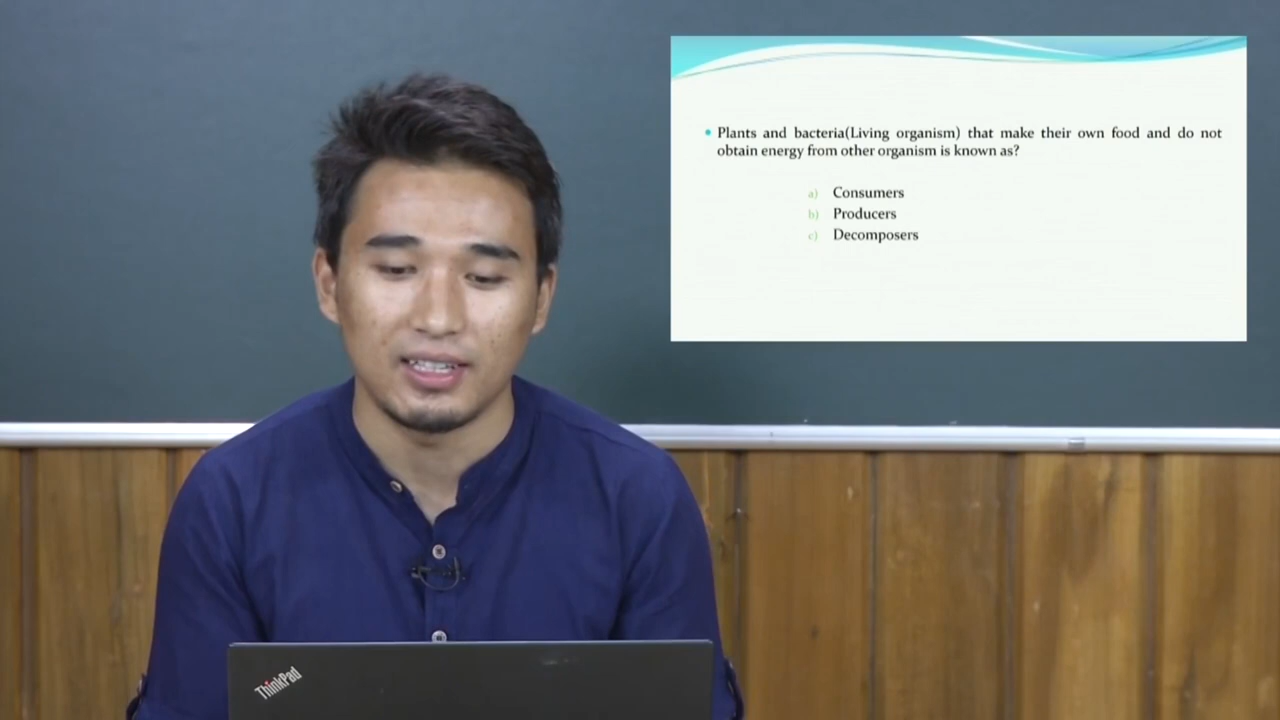 • Plants and bacteria(Living organism) that make their own food and do not
obtain energy from other organism is known as?
a) Consumers
b) Producers
c) Decomposers
ThinkPad